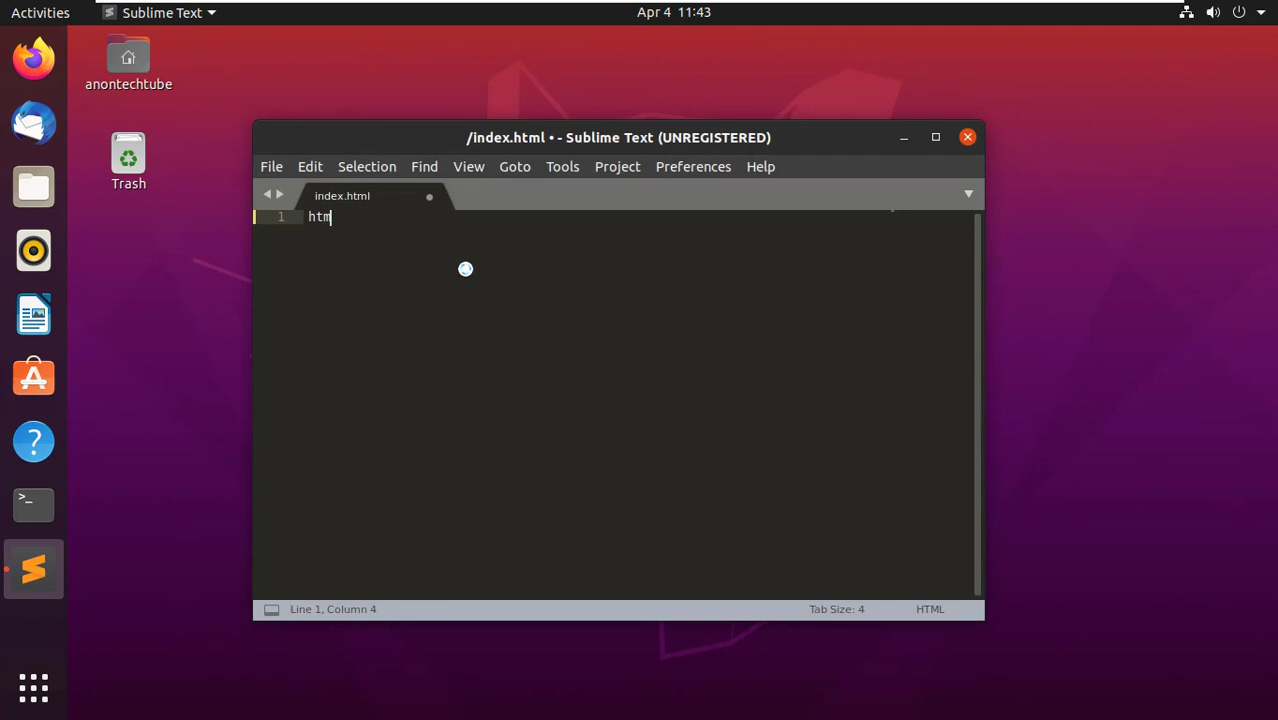 Activities
Sublime Text
Apr 4 11:43
anontechtube
Trash
/index.html • - Sublime Text (UNREGISTERED)
File Edit Selection Find View Goto Tools Project Preferences Help
index.html
1 htm
Line 1, Column 4
Tab Size: 4
HTML